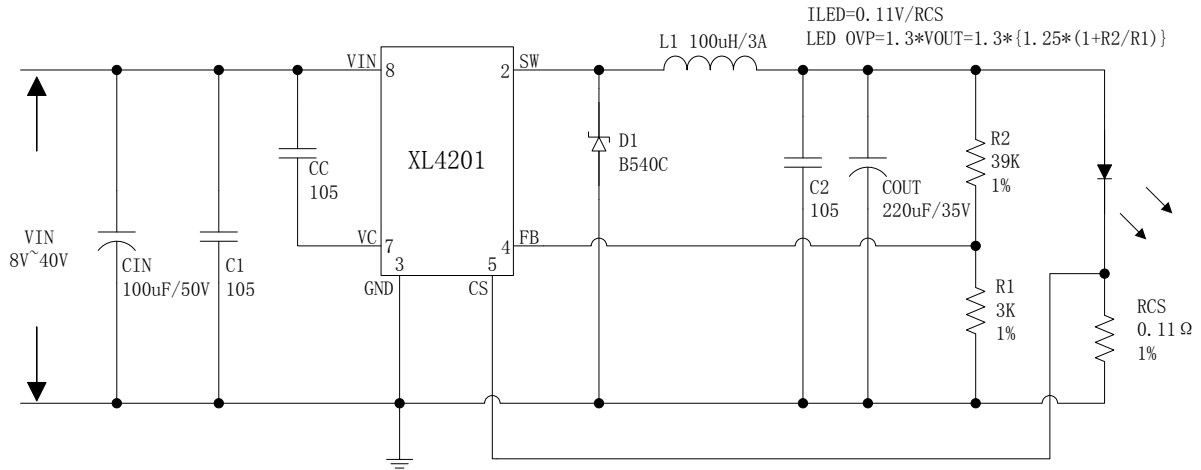 ILED=0.11V/RCS
LED OVP=1.3*VOUT=1.3*{1.25*(1+R2/R1)}
L1 100uH/3A
VIN
8
2
SW
XL4201
CC
105
D1
B540C
C2
105
COUT
220uF/35V
R2
39K
1%
VIN
8V~40V
CIN
100uF/50V
C1
105
VC
7
4
FB
3
5
GND
CS
R1
3K
1%
RCS
0.11Ω
1%